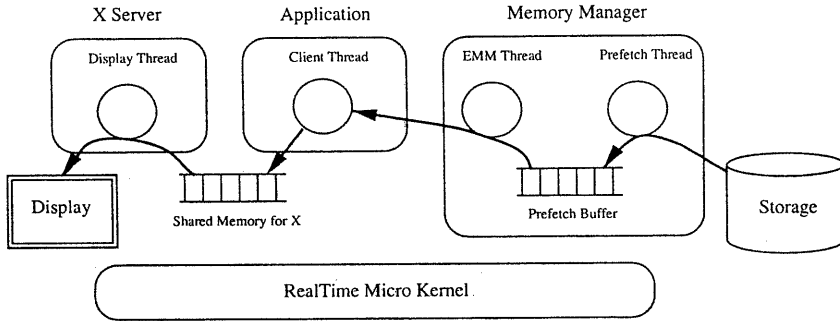 X Server
Application
Memory Manager
Display Thread
Client Thread
EMM Thread
Prefetch Thread
Display
Shared Memory for X
Prefetch Buffer
Storage
RealTime Micro Kernel